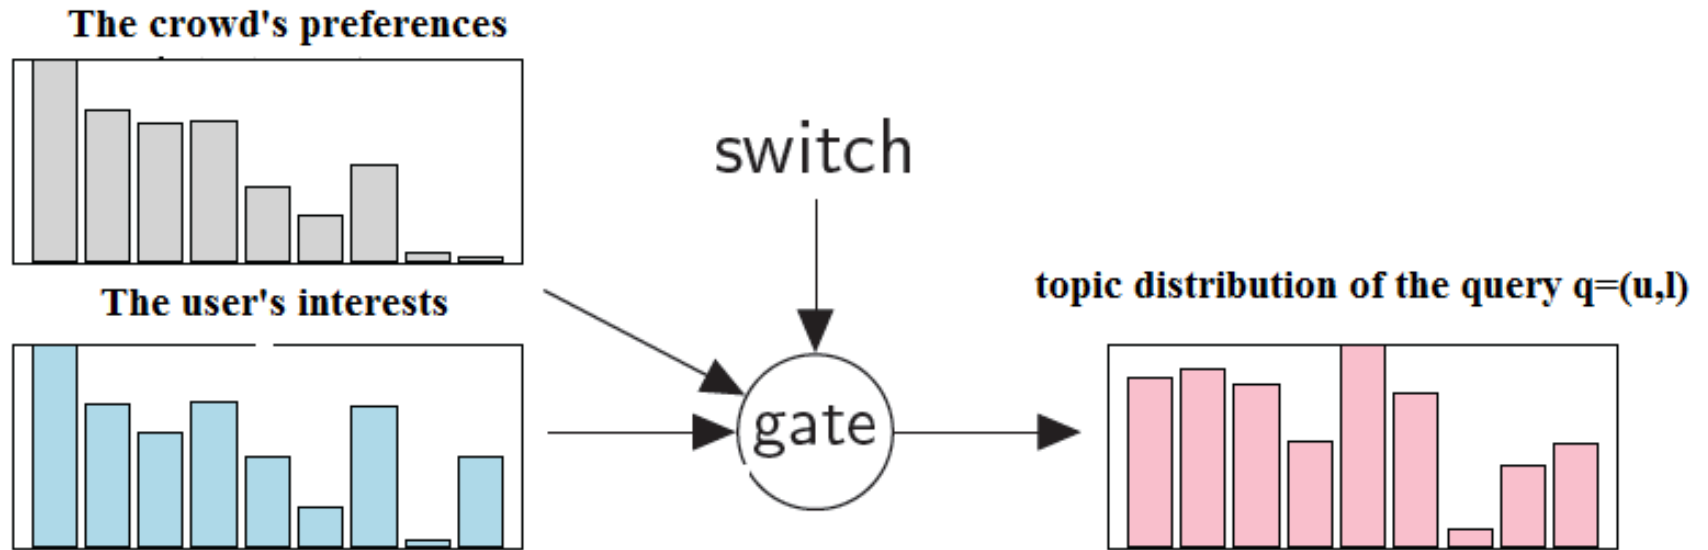 The crowd's preferences
switch
The user's interests
topic distribution of the query q=(u,l)
gate